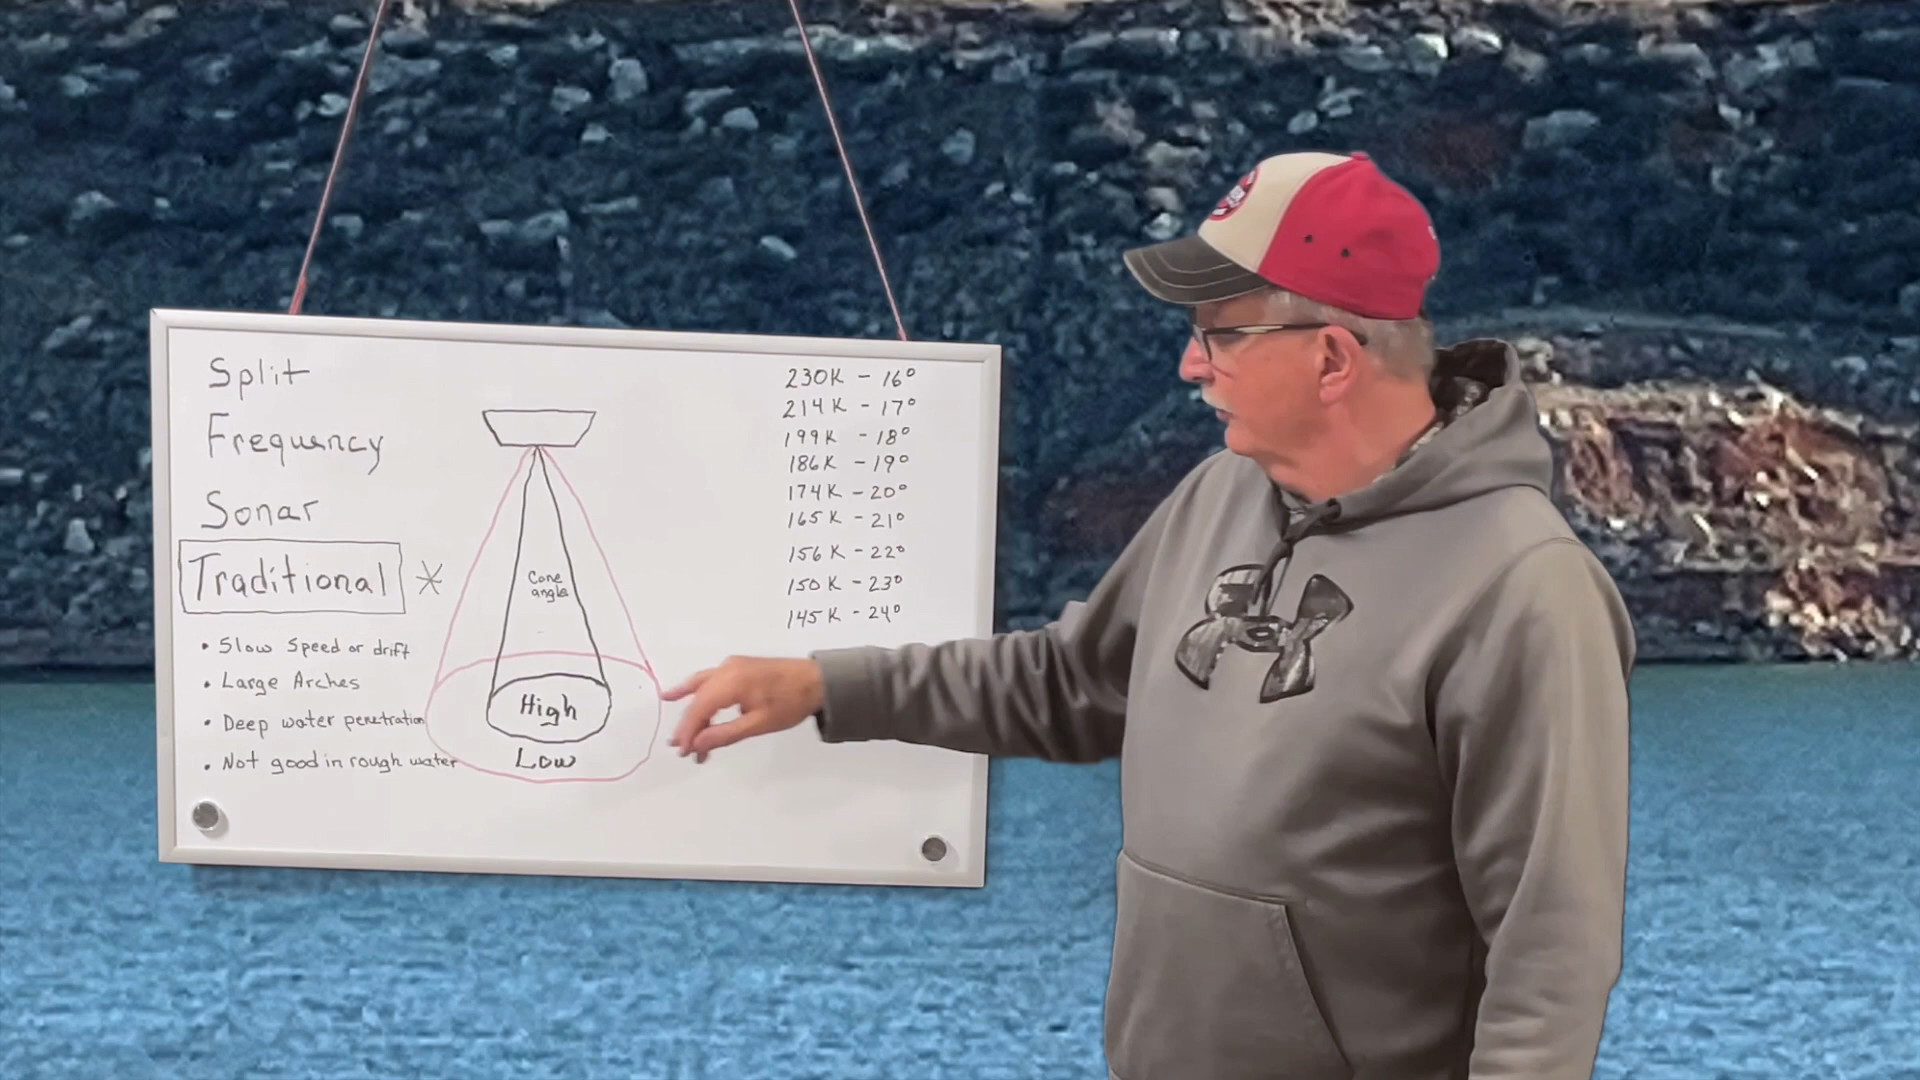 Split
Frequency
Sonar
Traditional *
• Slow Speed or drift
• Large Arches
• Deep water penetration
• Not good in rough water
Cone
angle
High
Low
230K - 16°
214K - 17°
199K - 18°
186K - 19°
174K - 20°
165K - 21°
156K - 22°
150K - 23°
145K - 24°